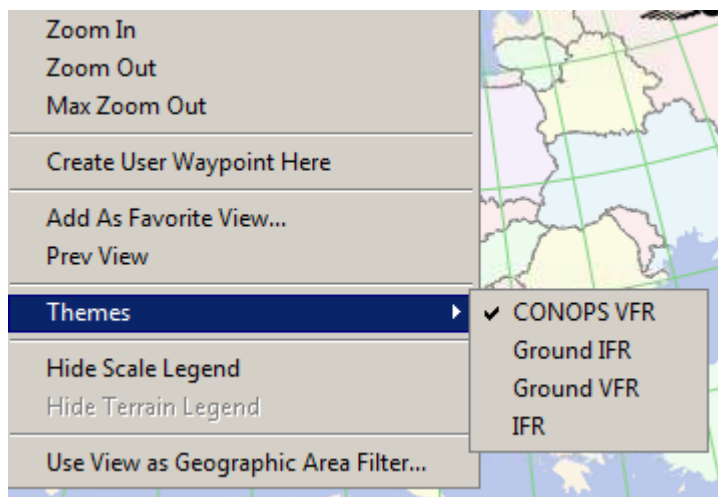 Zoom In
Zoom Out
Max Zoom Out
Create User Waypoint Here
Add As Favorite View...
Prev View
Themes
Hide Scale Legend
Hide Terrain Legend
Use View as Geographic Area Filter...
CONOPS VFR
Ground IFR
Ground VFR
IFR